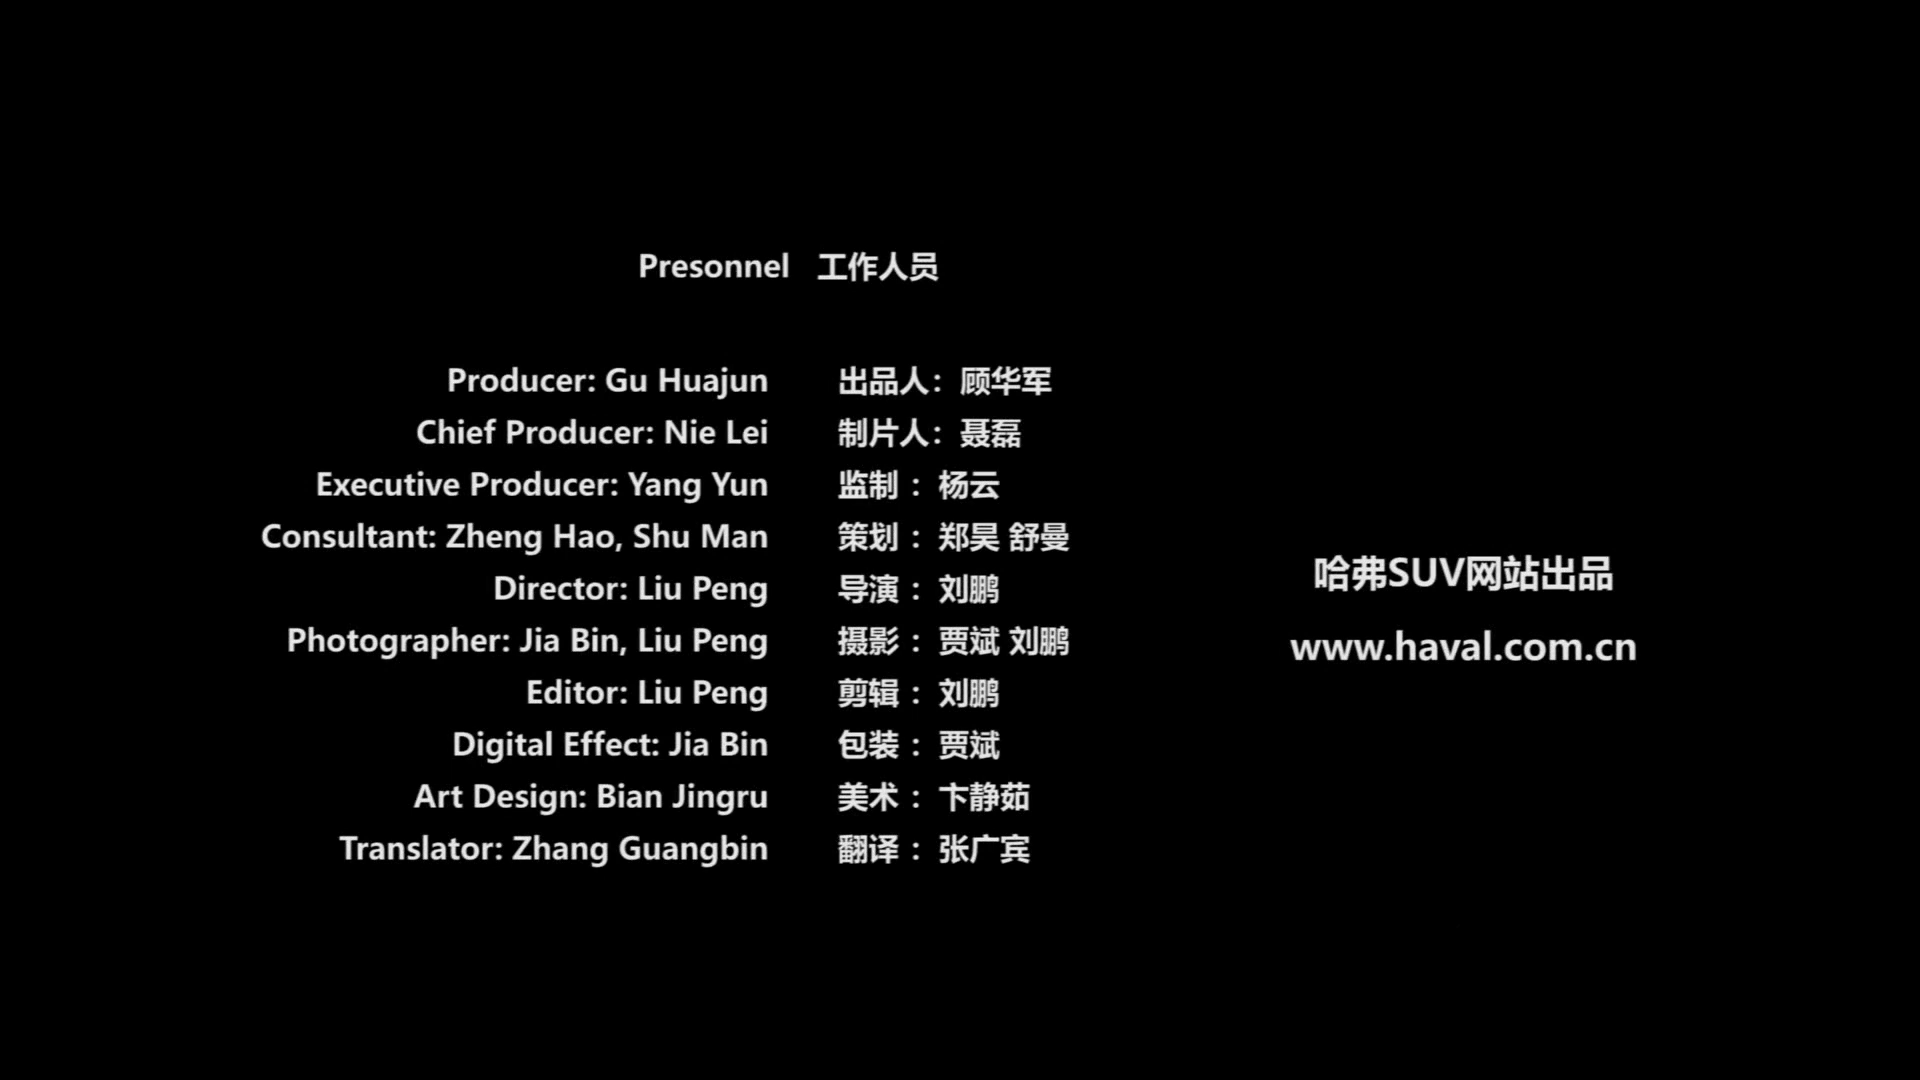 Presonnel 工作人员
Producer: Gu Huajun 出品人：顾华军
Chief Producer: Nie Lei 制片人：聂磊
Executive Producer: Yang Yun 监制 ：杨云
Consultant: Zheng Hao, Shu Man 策划 ：郑昊 舒曼
Director: Liu Peng 导演 ：刘鹏
Photographer: Jia Bin, Liu Peng 摄影 ：贾斌 刘鹏
Editor: Liu Peng 剪辑 ：刘鹏
Digital Effect: Jia Bin 包装 ：贾斌
Art Design: Bian Jingru 美术 ：卞静茹
Translator: Zhang Guangbin 翻译 ：张广宾
哈弗SUV网站出品
www.haval.com.cn